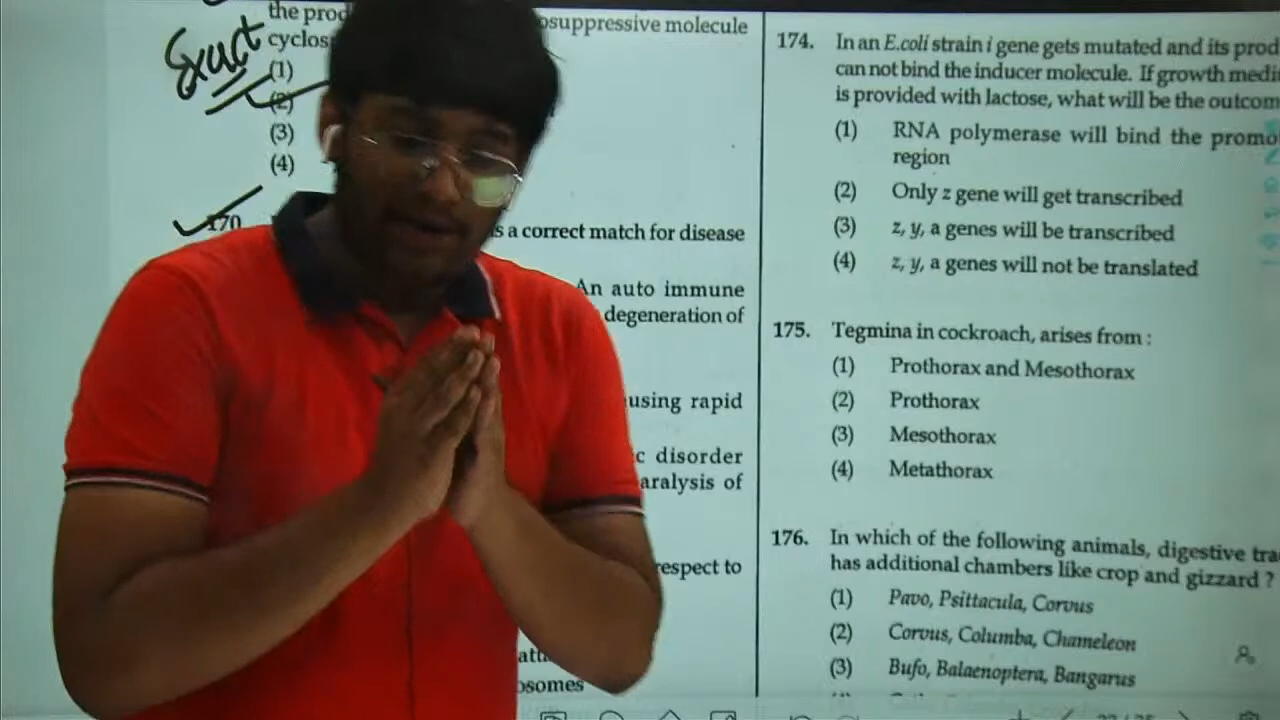 the prod
osuppressive molecule
Exact
cyclos
(1)
(2)
(3)
(4)
170
is a correct match for disease
An auto immune
degeneration of
using rapid
c disorder
aralysis of
respect to
osomes
174. In an E.coli strain i gene gets mutated and its prod
can not bind the inducer molecule. If growth medi
is provided with lactose, what will be the outcom
(1) RNA polymerase will bind the promo
region
(2) Only z gene will get transcribed
(3) z, y, a genes will be transcribed
(4) z, y, a genes will not be translated
175. Tegmina in cockroach, arises from :
(1) Prothorax and Mesothorax
(2) Prothorax
(3) Mesothorax
(4) Metathorax
176. In which of the following animals, digestive tra
has additional chambers like crop and gizzard ?
(1) Pavo, Psittacula, Corvus
(2) Corvus, Columba, Chameleon
(3) Bufo, Balaenoptera, Bangarus